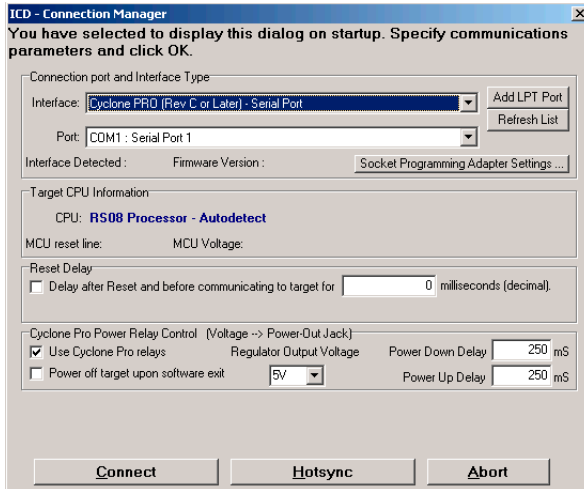 ICD - Connection Manager
You have selected to display this dialog on startup. Specify communications
parameters and click OK.
Connection port and Interface Type
Interface: Cyclone PRO (Rev C or Later) - Serial Port
Add LPT Port
Refresh List
Port: COM1 : Serial Port 1
Interface Detected : Firmware Version : Socket Programming Adapter Settings ...
Target CPU Information
CPU: RS08 Processor - Autodetect
MCU reset line: MCU Voltage:
Reset Delay
Delay after Reset and before communicating to target for 0 milliseconds (decimal).
Cyclone Pro Power Relay Control (Voltage --> Power-Out Jack)
Use Cyclone Pro relays Regulator Output Voltage Power Down Delay 250 mS
Power off target upon software exit 5V Power Up Delay 250 mS
Connect Hotsync Abort